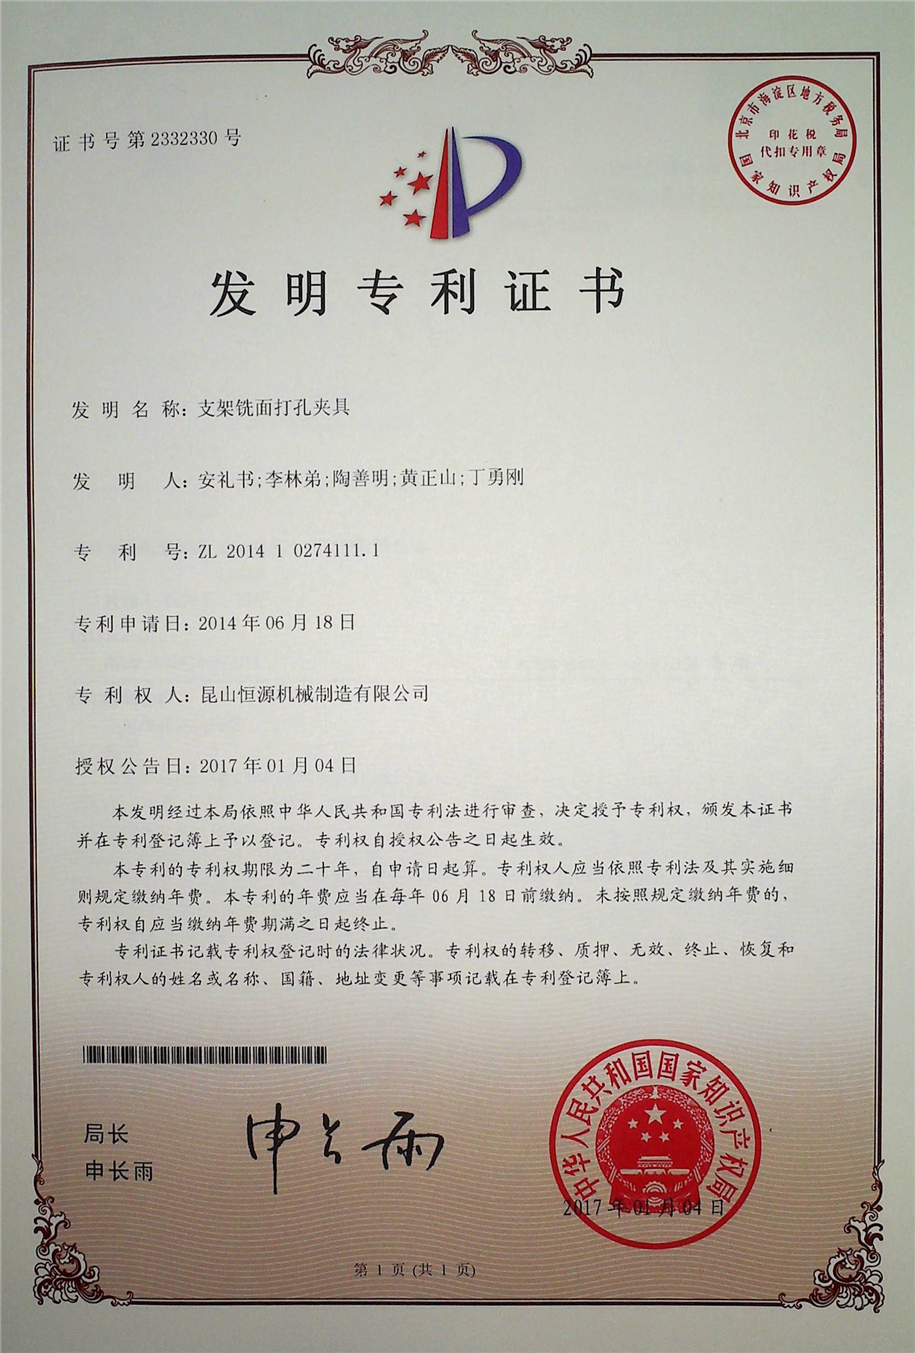 证书号第2332330号
北京市海淀区地方税务局
印花税
代扣专用章
国家知识产权局
发明专利证书
发明名称：支架铣面打孔夹具
发明人：安礼书;李林弟;陶善明;黄正山;丁勇刚
专利号：ZL 2014 1 0274111.1
专利申请日：2014年06月18日
专利权人：昆山恒源机械制造有限公司
授权公告日：2017年01月04日
本发明经过本局依照中华人民共和国专利法进行审查，决定授予专利权，颁发本证书
并在专利登记簿上予以登记。专利权自授权公告之日起生效。
本专利的专利权期限为二十年，自申请日起算。专利权人应当依照专利法及其实施细
则规定缴纳年费。本专利的年费应当在每年06月18日前缴纳。未按照规定缴纳年费的，
专利权自应当缴纳年费期满之日起终止。
专利证书记载专利权登记时的法律状况。专利权的转移、质押、无效、终止、恢复和
专利权人的姓名或名称、国籍、地址变更等事项记载在专利登记簿上。
局长
申长雨
申长雨
中华人民共和国国家知识产权局
2017年01月04日
第1页(共1页)